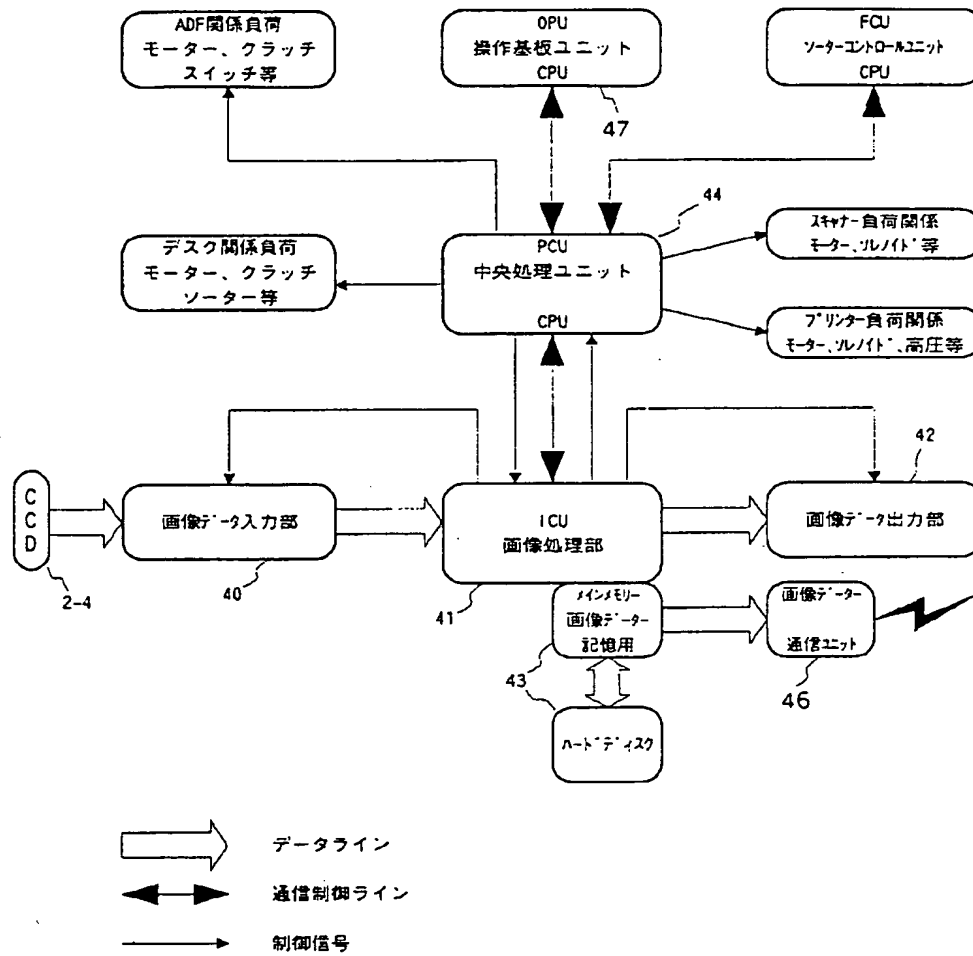 ADF関係負荷
モーター、クラッチ
スイッチ等
OPU
操作基板ユニット
CPU
47
FCU
ソーターコントロールユニット
CPU
44
デスク関係負荷
モーター、クラッチ
ソーター等
PCU
中央処理ユニット
CPU
スキャナー負荷関係
モーター、ソレノイド等
プリンター負荷関係
モーター、ソレノイド、高圧等
42
CCD
2-4
画像データ入力部
40
ICU
画像処理部
41
画像データ出力部
メインメモリー
画像データー
記憶用
43
画像データー
通信ユニット
46
ハードディスク
データライン
通信制御ライン
制御信号